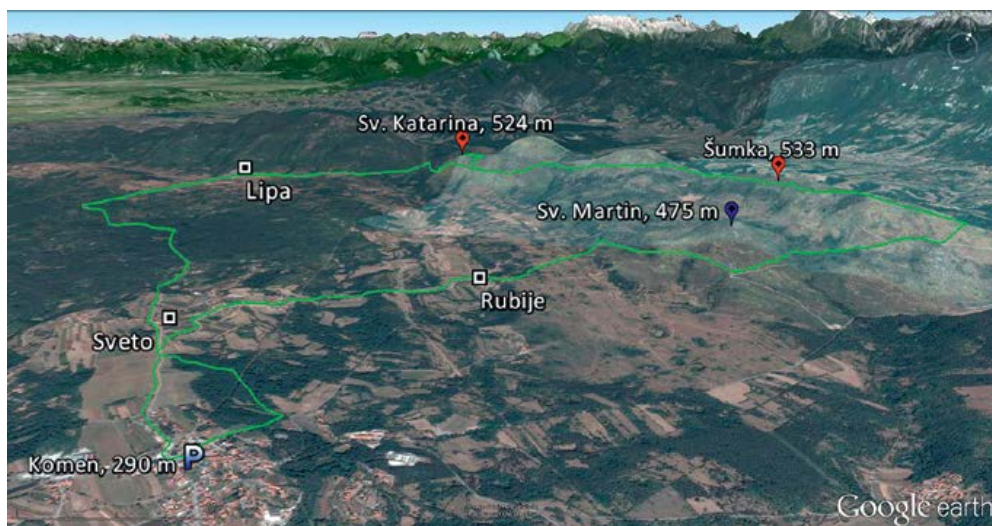 Sv. Katarina, 524 m
Šumka, 533 m
Lipa
Sv. Martin, 475 m
Rubije
Sveto
Komen, 290 m P
Google earth